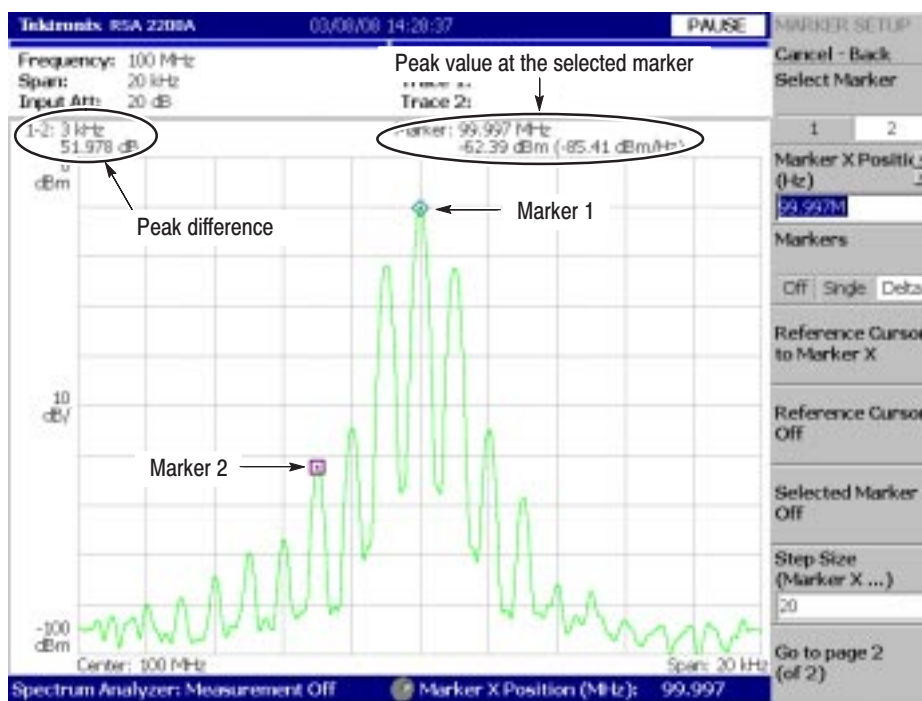 Tektronix RSA 2208A 03/08/08 14:28:37 PAUSE
Frequency: 100 MHz
Span: 20 kHz
Input Att: 20 dB
Peak value at the selected marker
Trace 2:
1-2: 3 kHz
51.978 dB
Marker: 99.997 MHz
-62.39 dBm (-85.41 dBm/Hz)
0
dBm
Peak difference
Marker 1
10
dB/
Marker 2
-100
dBm
Center: 100 MHz
Span: 20 kHz
Spectrum Analyzer: Measurement Off
Marker X Position (MHz): 99.997
MARKER SETUP
Cancel - Back
Select Marker
1 2
Marker X
(Hz)
99.997M
Markers
Off Single Delta
Reference Cursor
to Marker X
Reference Cursor
Off
Selected Marker
Off
Step Size
(Marker X ...)
20
Go to page 2
(of 2)